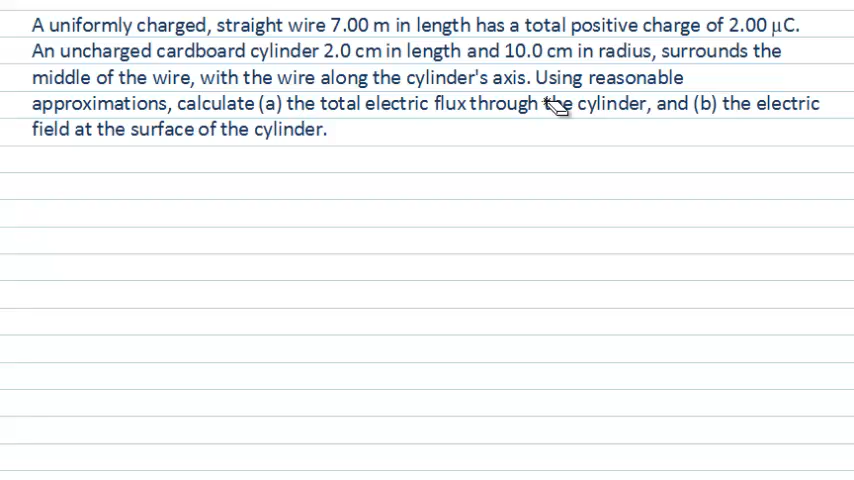 A uniformly charged, straight wire 7.00 m in length has a total positive charge of 2.00 μC.
An uncharged cardboard cylinder 2.0 cm in length and 10.0 cm in radius, surrounds the
middle of the wire, with the wire along the cylinder's axis. Using reasonable
approximations, calculate (a) the total electric flux through the cylinder, and (b) the electric
field at the surface of the cylinder.